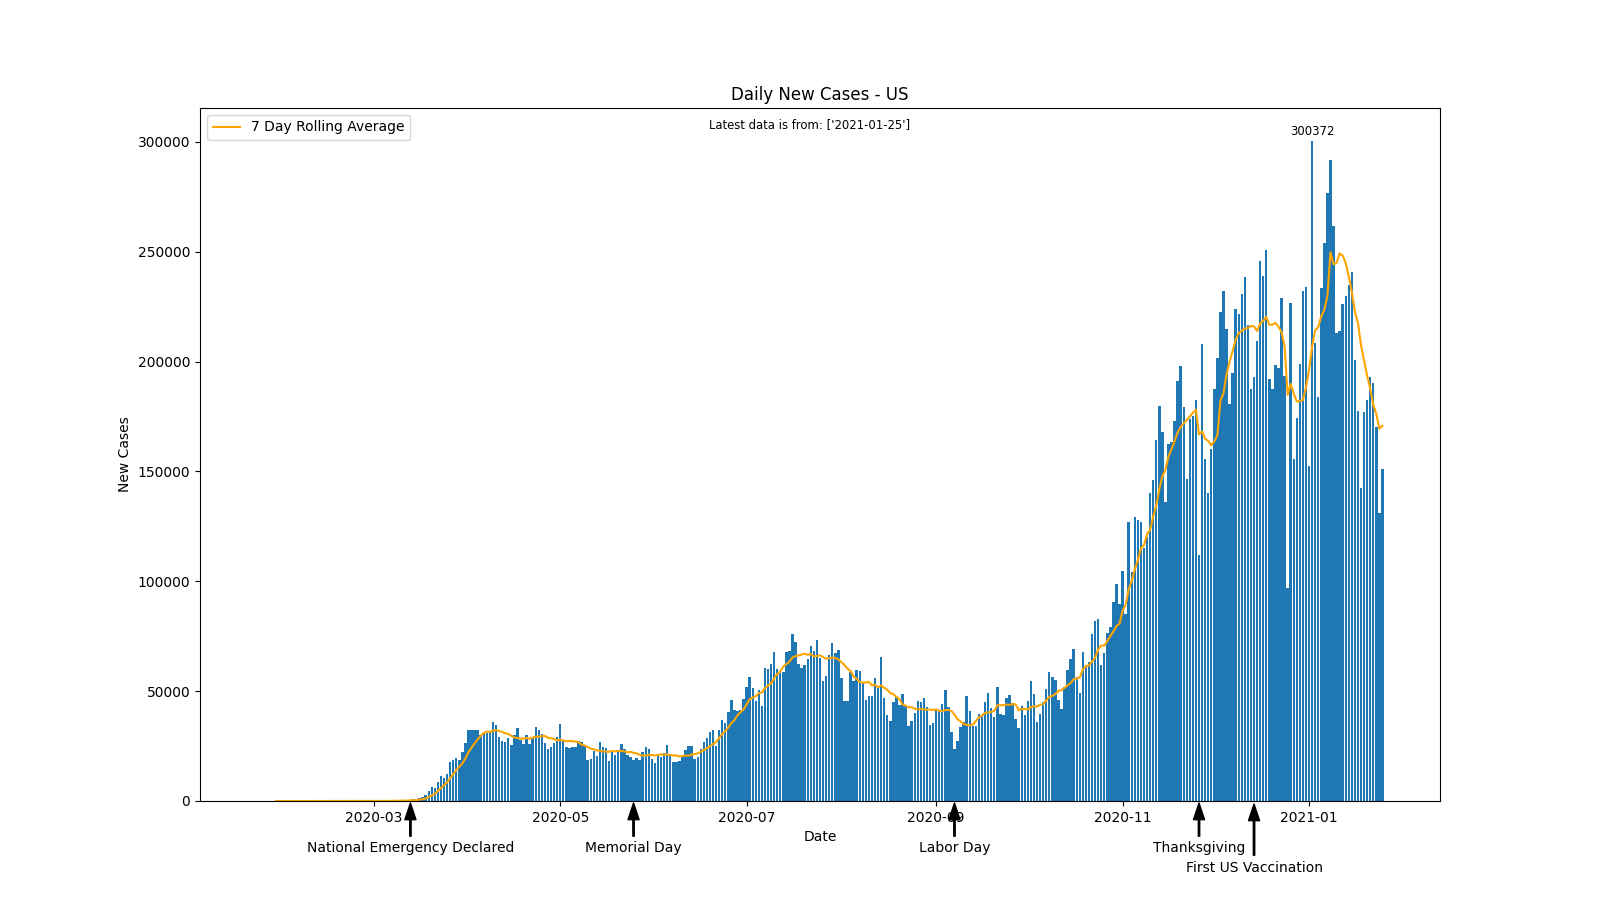 Daily New Cases - US
7 Day Rolling Average
Latest data is from: ['2021-01-25']
300372
300000
250000
200000
150000
100000
50000
0
New Cases
2020-03
2020-05
2020-07
2020-09
2020-11
2021-01
Date
National Emergency Declared
Memorial Day
Labor Day
Thanksgiving
First US Vaccination